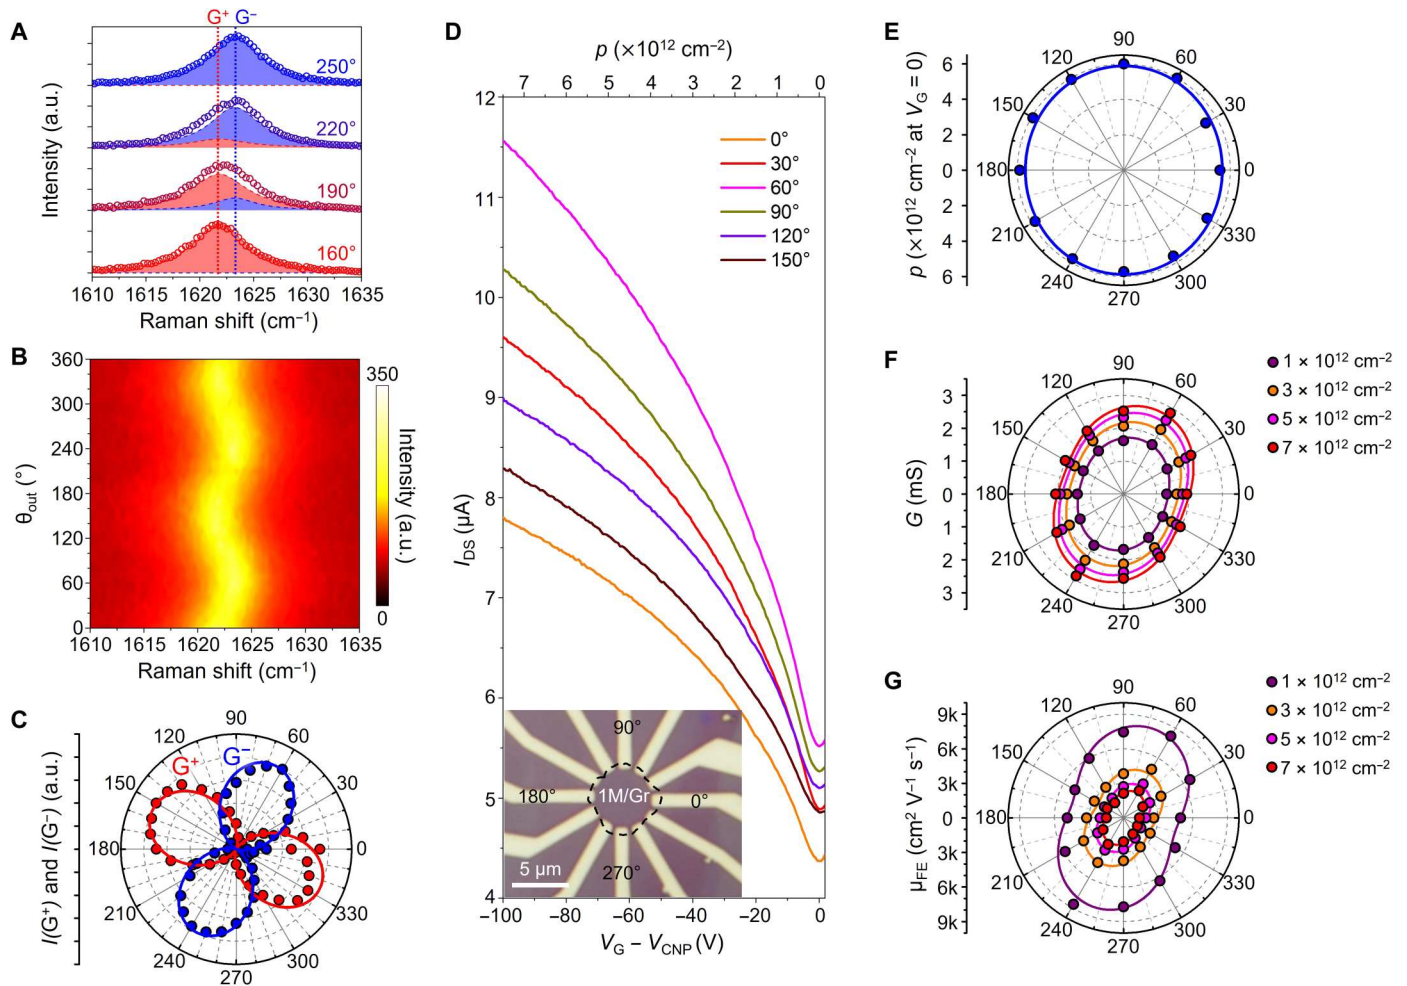 A
G⁺ G⁻
Intensity (a.u.)
250°
220°
190°
160°
1610 1615 1620 1625 1630 1635
Raman shift (cm⁻¹)
B
360
300
240
180
120
60
0
θout (°)
1610 1615 1620 1625 1630 1635
Raman shift (cm⁻¹)
350
0
Intensity (a.u.)
C
I(G⁺) and I(G⁻) (a.u.)
G⁺
G⁻
90
60
30
0
330
300
270
240
210
180
150
120
D
p (×10¹² cm⁻²)
7 6 5 4 3 2 1 0
12
11
10
9
8
7
6
5
4
IDS (μA)
0°
30°
60°
90°
120°
150°
90°
180° 1M/Gr 0°
270°
5 μm
−100 −80 −60 −40 −20 0
VG − VCNP (V)
E
p (×10¹² cm⁻² at VG = 0)
6
4
2
0
2
4
6
90
60
30
0
330
300
270
240
210
180
150
120
F
G (mS)
3
2
1
0
1
2
3
90
60
30
0
330
300
270
240
210
180
150
120
1 × 10¹² cm⁻²
3 × 10¹² cm⁻²
5 × 10¹² cm⁻²
7 × 10¹² cm⁻²
G
μFE (cm² V⁻¹ s⁻¹)
9k
6k
3k
0
3k
6k
9k
90
60
30
0
330
300
270
240
210
180
150
120
1 × 10¹² cm⁻²
3 × 10¹² cm⁻²
5 × 10¹² cm⁻²
7 × 10¹² cm⁻²